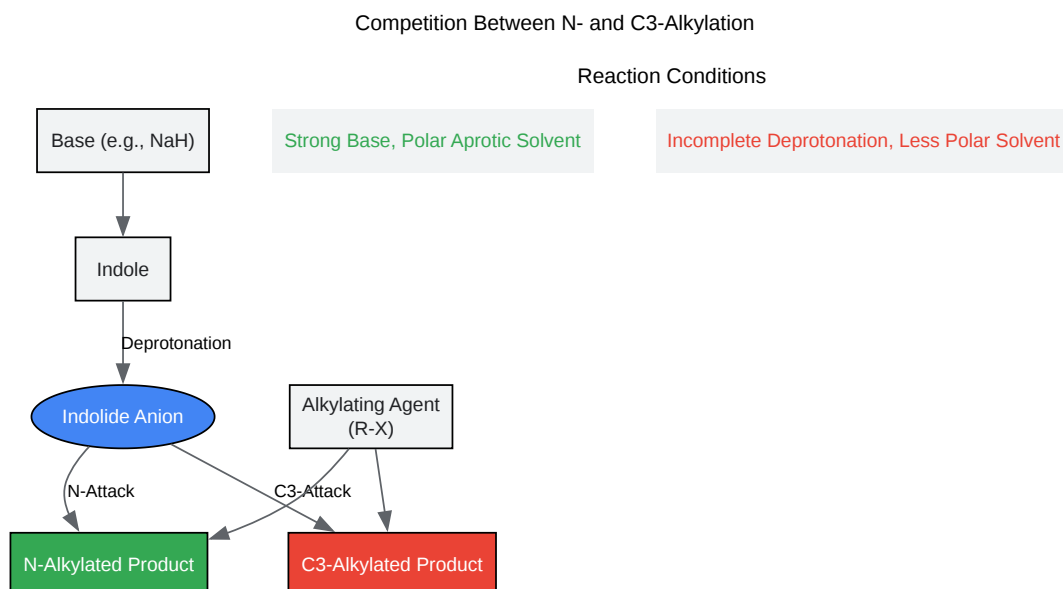 Competition Between N- and C3-Alkylation
Reaction Conditions
Base (e.g., NaH)
Strong Base, Polar Aprotic Solvent
Incomplete Deprotonation, Less Polar Solvent
Indole
Deprotonation
Indolide Anion
Alkylating Agent
(R-X)
N-Attack
C3-Attack
N-Alkylated Product
C3-Alkylated Product